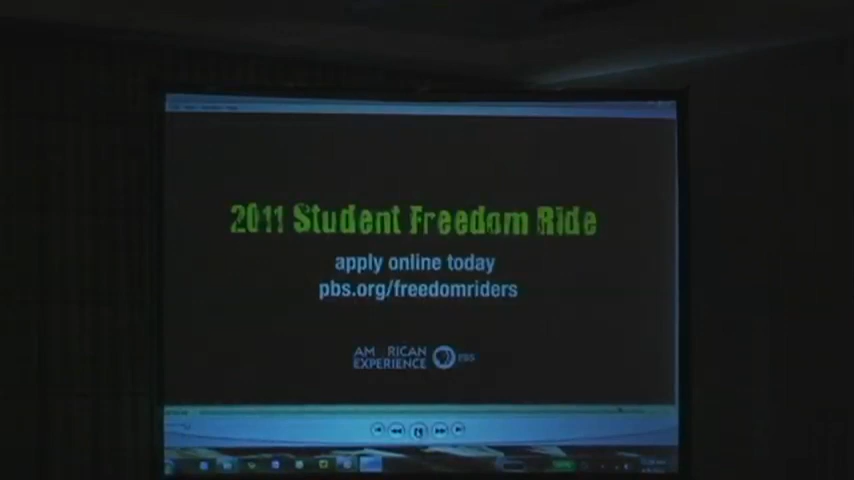 2011 Student Freedom Ride
apply online today
pbs.org/freedomriders
AM RICAN
EXPERIENCE
PBS